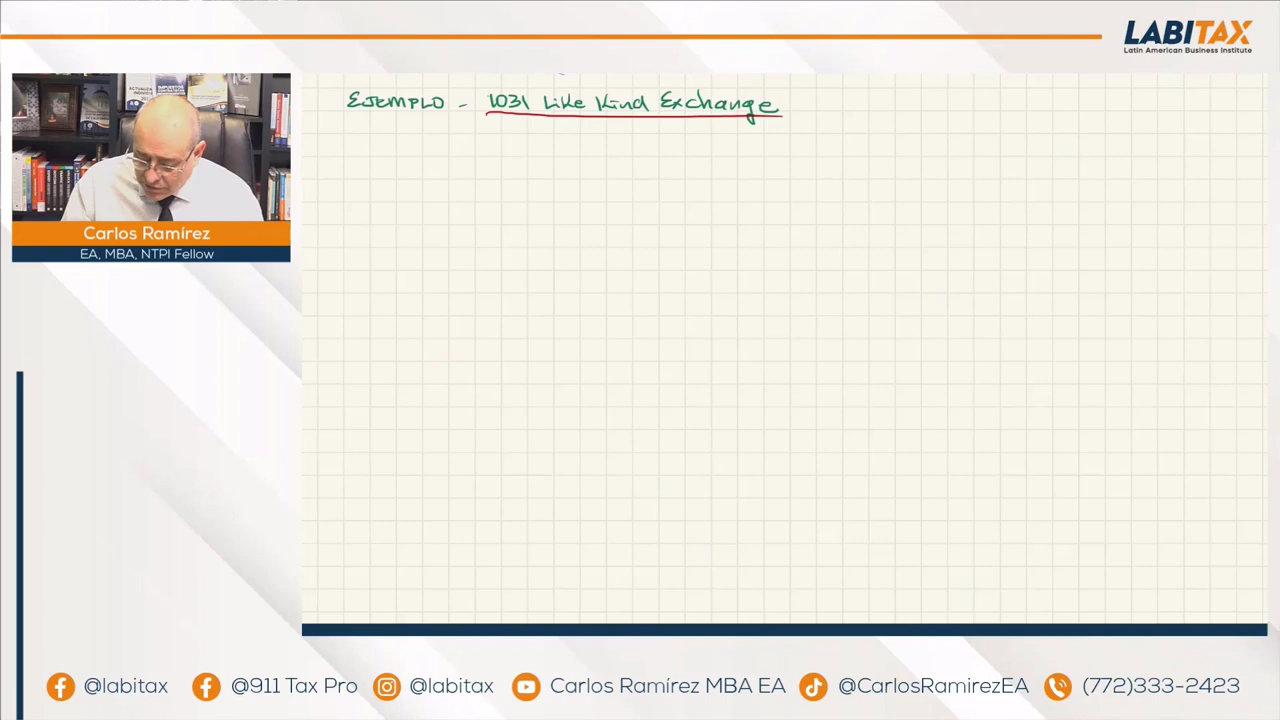 LABITAX
Latin American Business Institute
EJEMPLO - 1031 Like Kind Exchange
Carlos Ramírez
EA, MBA, NTPI Fellow
@labitax
@911 Tax Pro
@labitax
Carlos Ramírez MBA EA
@CarlosRamirezEA
(772)333-2423